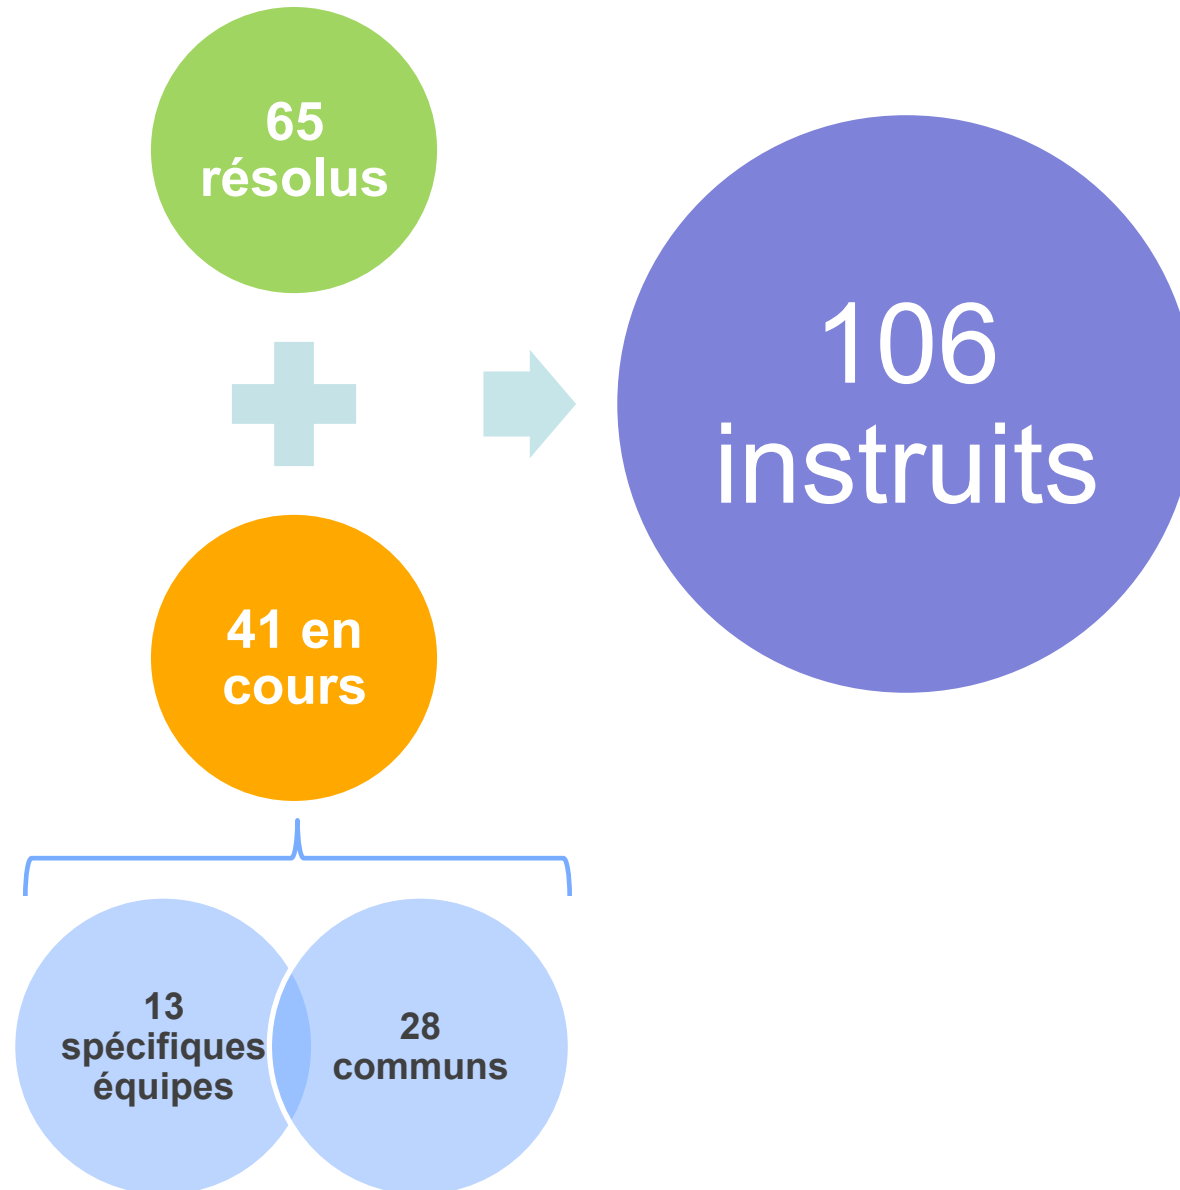 65
résolus
106
instruits
41 en
cours
13
spécifiques
équipes
28
communs